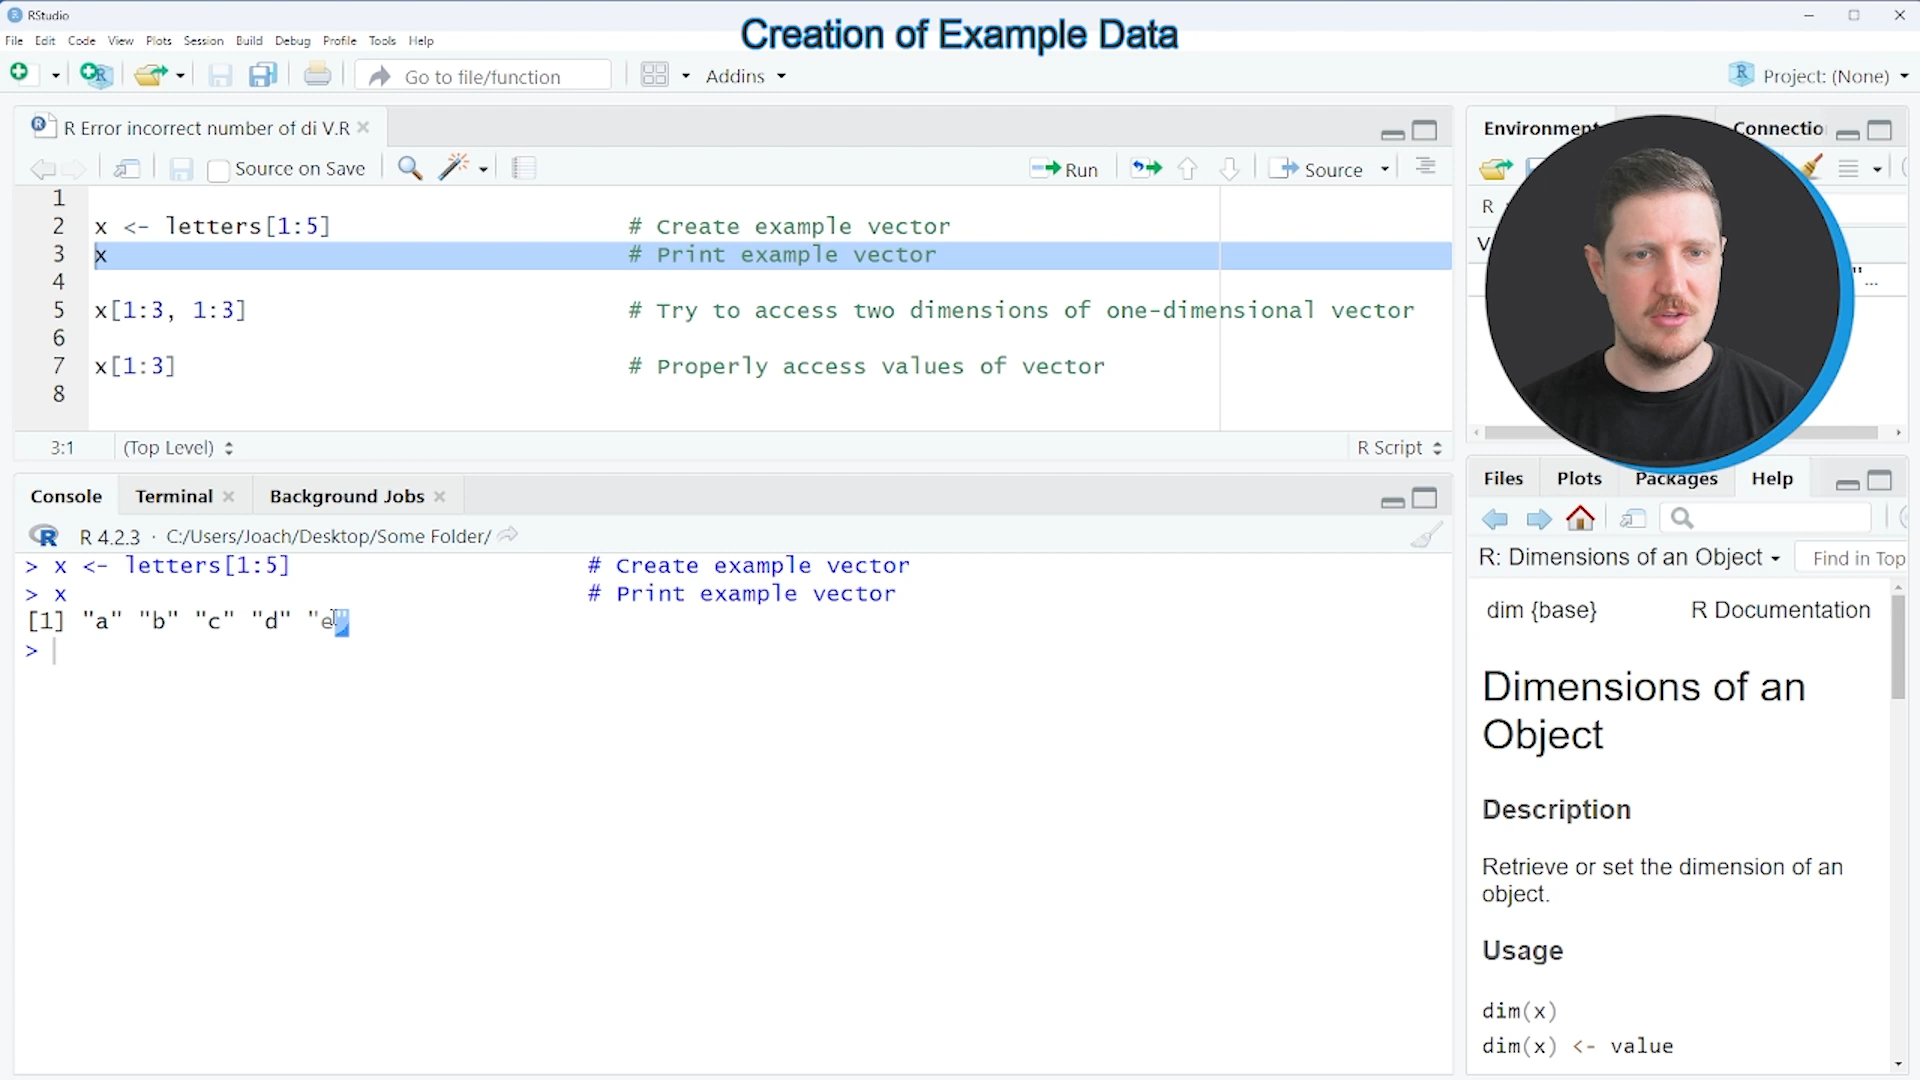 RStudio
Creation of Example Data
File Edit Code View Plots Session Build Debug Profile Tools Help
Go to file/function
Addins
Project: (None)
R Error incorrect number of di V.R
Source on Save
Run
Source
1
2 x <- letters[1:5] # Create example vector
3 x # Print example vector
4
5 x[1:3, 1:3] # Try to access two dimensions of one-dimensional vector
6
7 x[1:3] # Properly access values of vector
8
3:1 (Top Level) R Script
Console Terminal Background Jobs
R 4.2.3 · C:/Users/Joach/Desktop/Some Folder/
> x <- letters[1:5] # Create example vector
> x # Print example vector
[1] "a" "b" "c" "d" "e"
>
Environment Connectio
R
V
" ...
Files Plots Packages Help
R: Dimensions of an Object Find in Top
dim {base} R Documentation
Dimensions of an
Object
Description
Retrieve or set the dimension of an
object.
Usage
dim(x)
dim(x) <- value